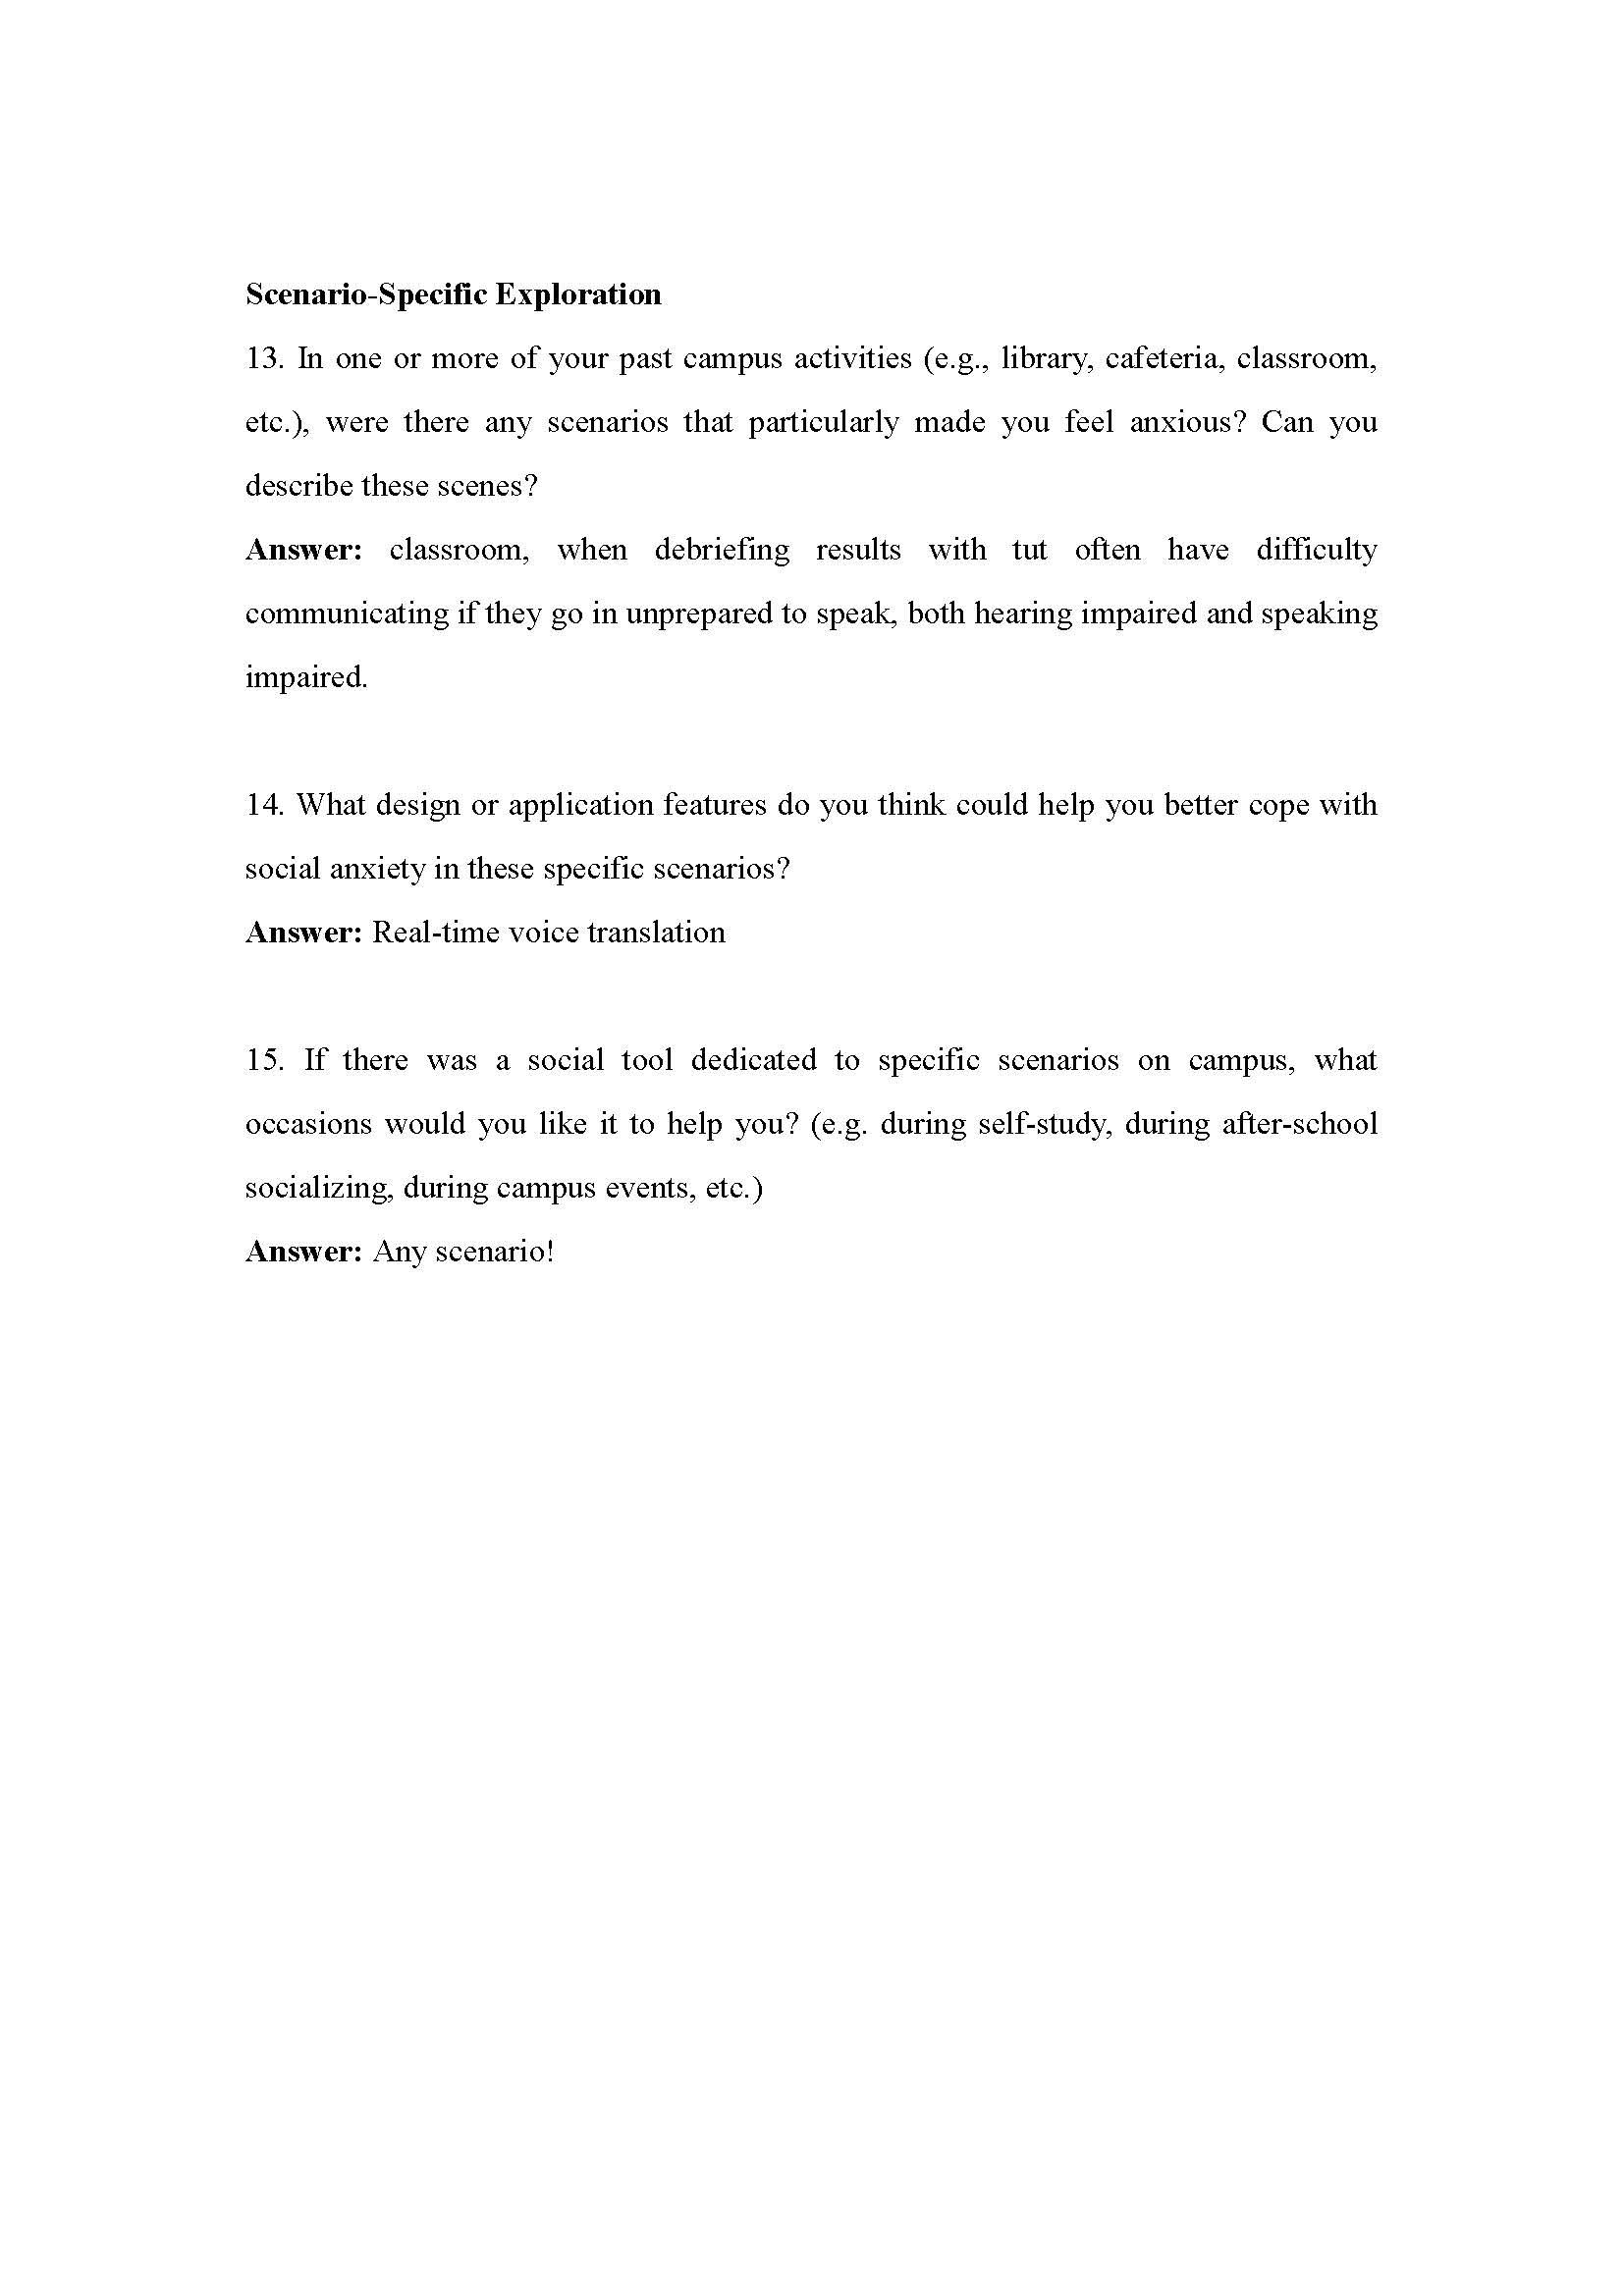 Scenario-Specific Exploration
13. In one or more of your past campus activities (e.g., library, cafeteria, classroom,
etc.), were there any scenarios that particularly made you feel anxious? Can you
describe these scenes?
Answer: classroom, when debriefing results with tut often have difficulty
communicating if they go in unprepared to speak, both hearing impaired and speaking
impaired.
14. What design or application features do you think could help you better cope with
social anxiety in these specific scenarios?
Answer: Real-time voice translation
15. If there was a social tool dedicated to specific scenarios on campus, what
occasions would you like it to help you? (e.g. during self-study, during after-school
socializing, during campus events, etc.)
Answer: Any scenario!